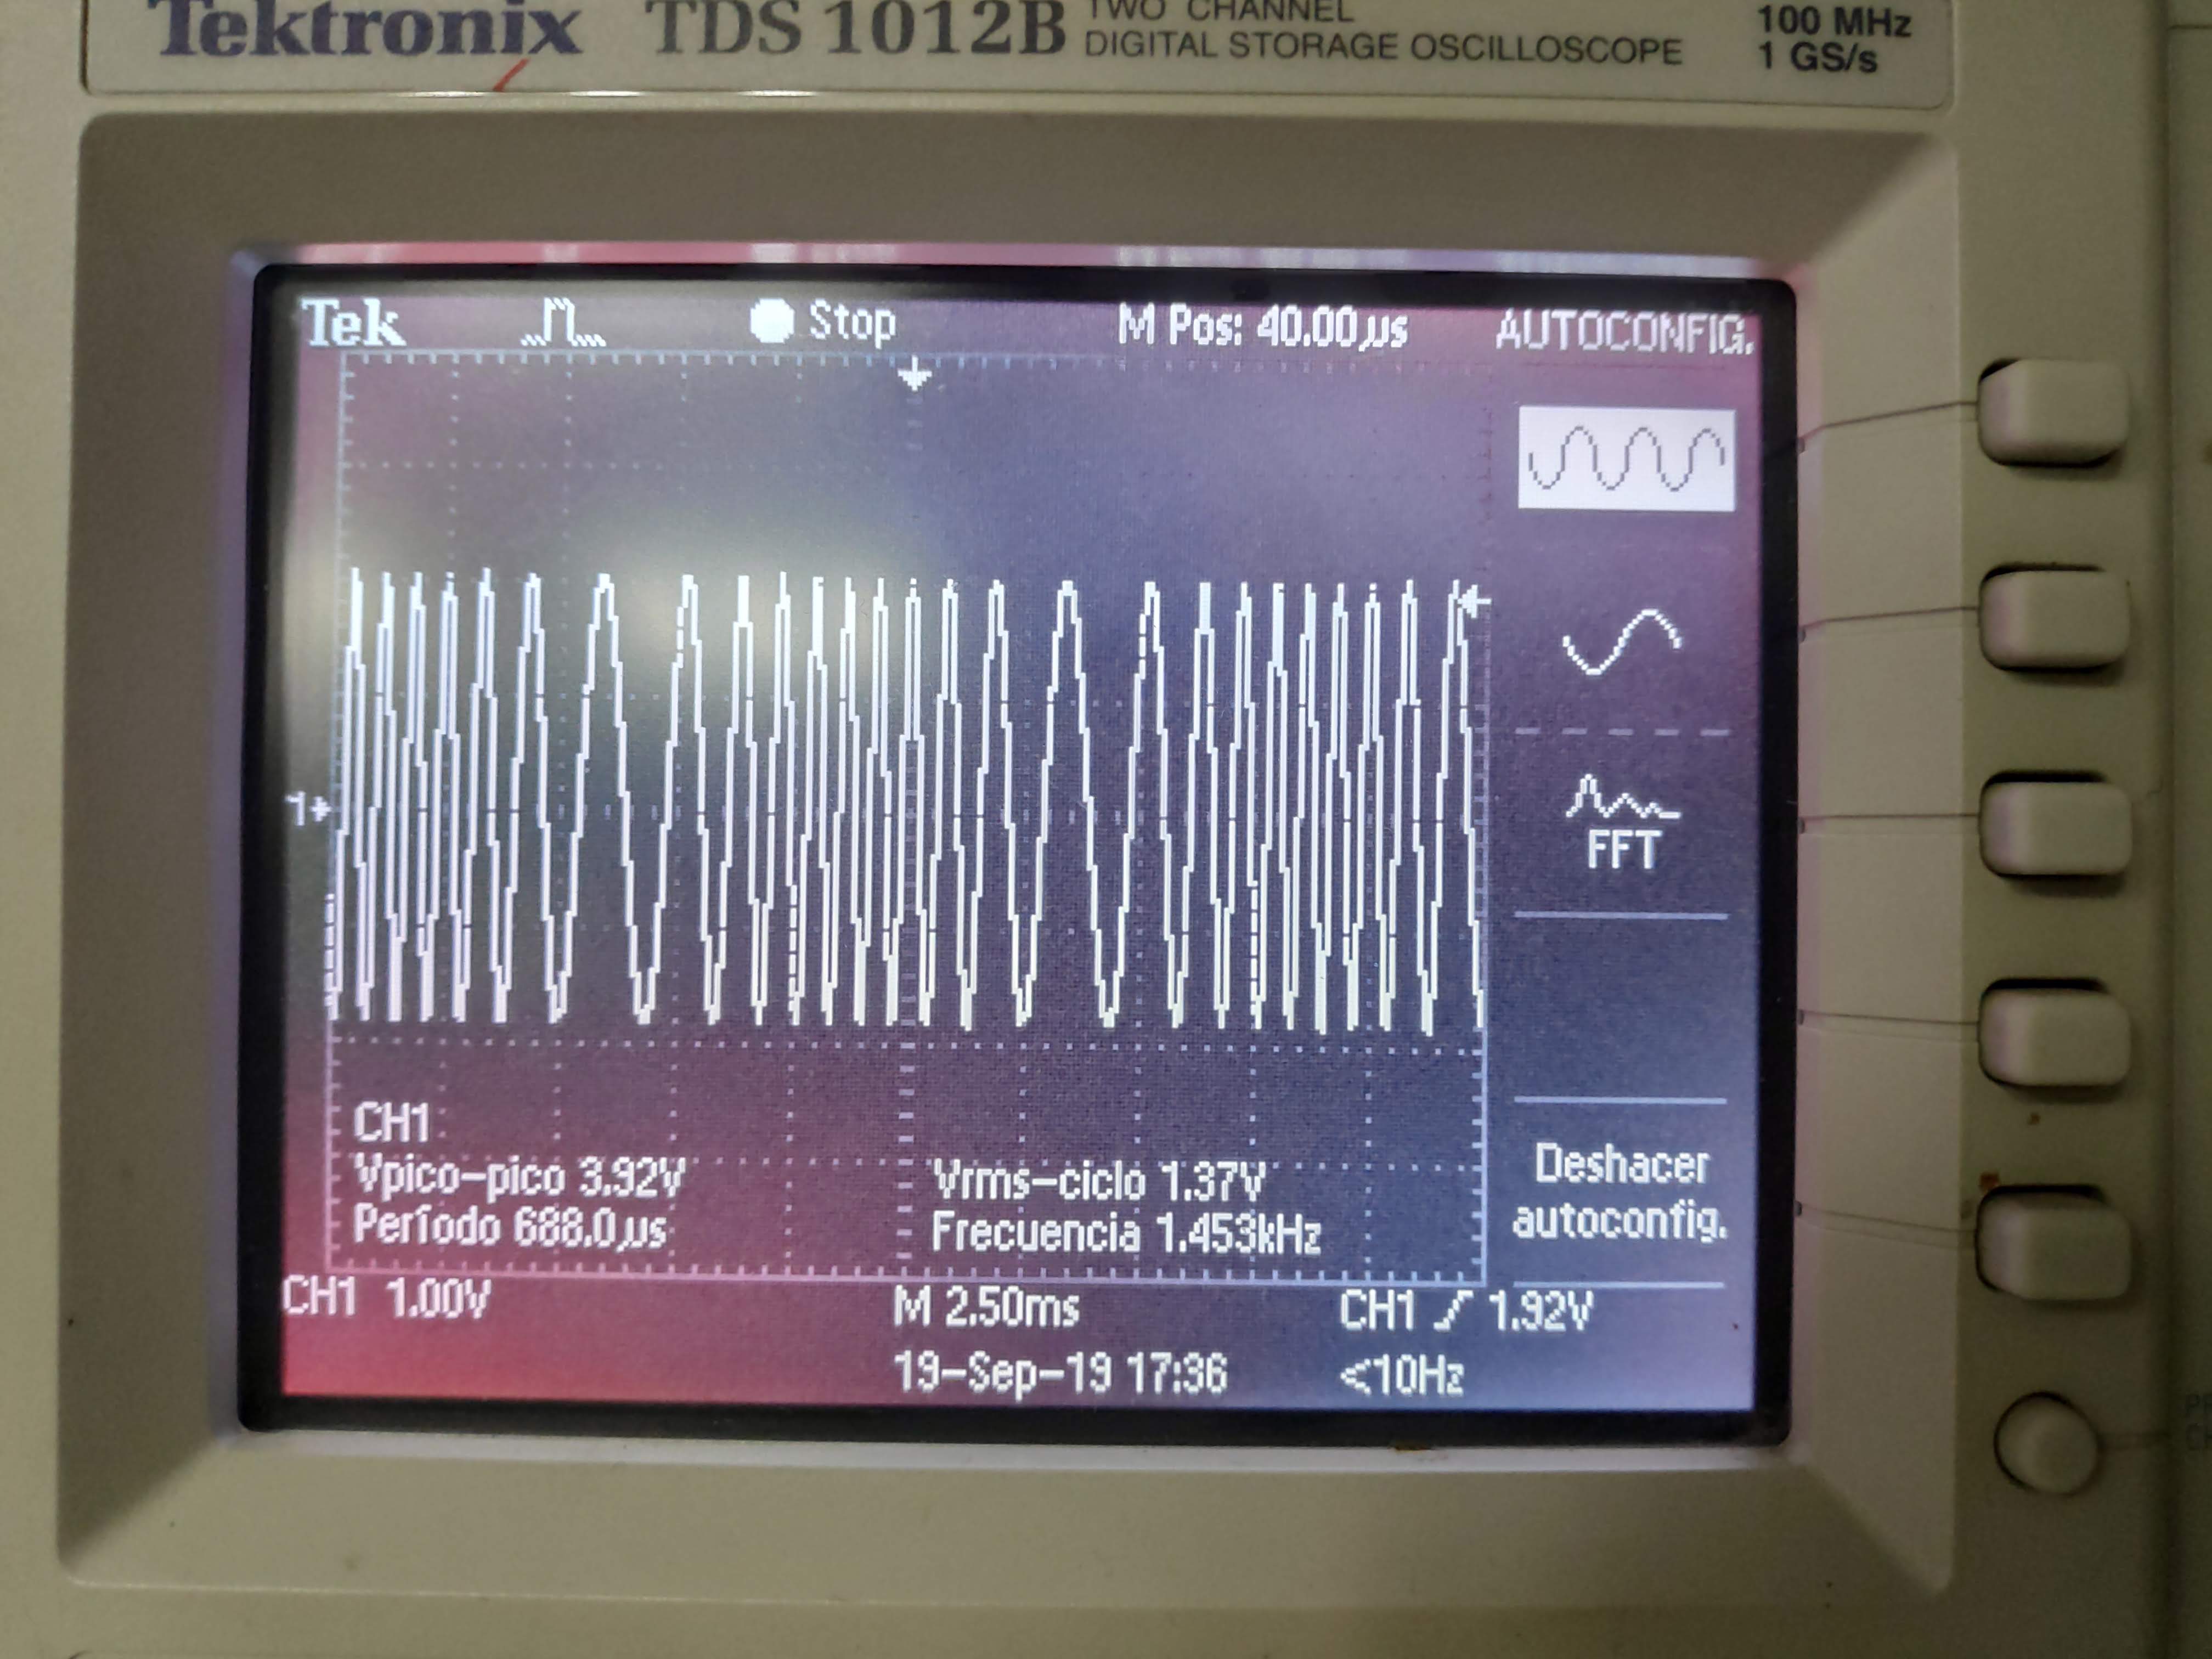 Tektronix TDS 1012B TWO CHANNEL DIGITAL STORAGE OSCILLOSCOPE 100 MHz 1 GS/s
Tek Stop M Pos: 40.00µs AUTOCONFIG.
1
FFT
CH1
Vpico-pico 3.92V Vrms-ciclo 1.37V
Período 688.0µs Frecuencia 1.453kHz
Deshacer
autoconfig.
CH1 1.00V M 2.50ms CH1 1.92V
19-Sep-19 17:36 <10Hz